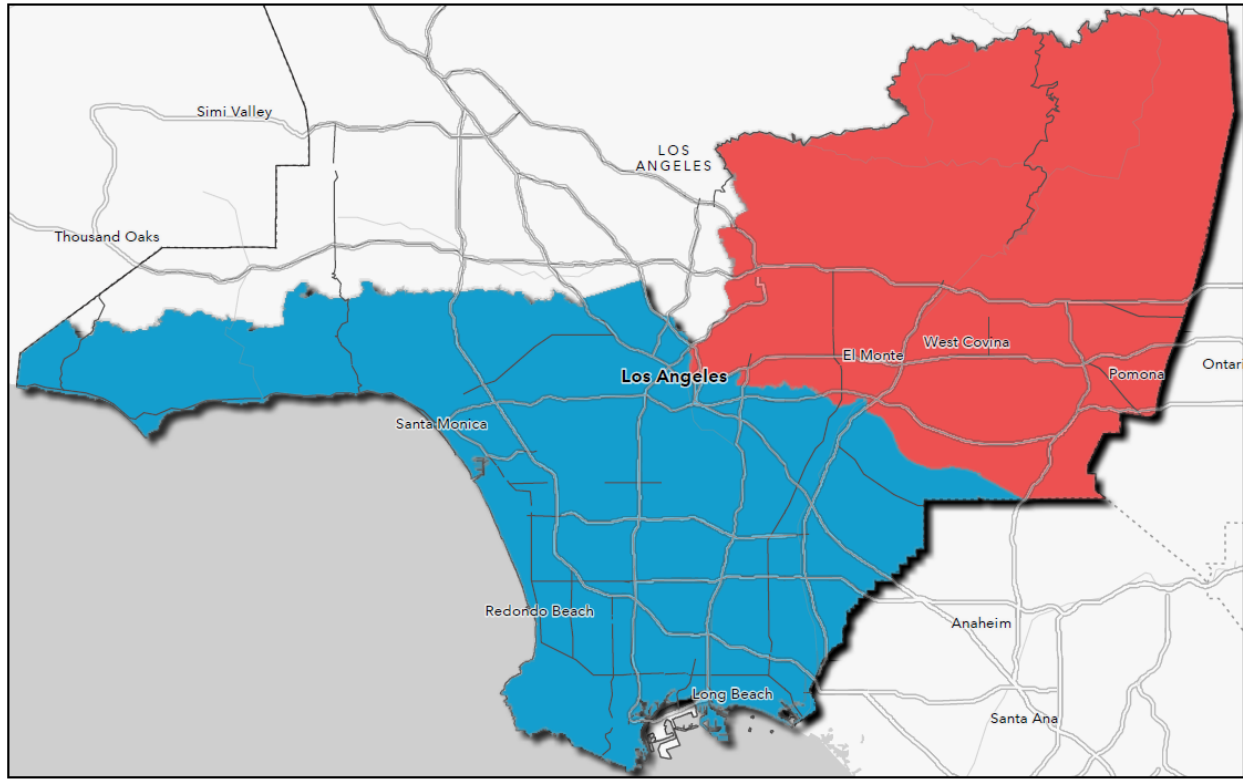 Simi Valley
LOS
ANGELES
Thousand Oaks
El Monte
West Covina
Pomona
Ontari
Los Angeles
Santa Monica
Redondo Beach
Anaheim
Long Beach
Santa Ana